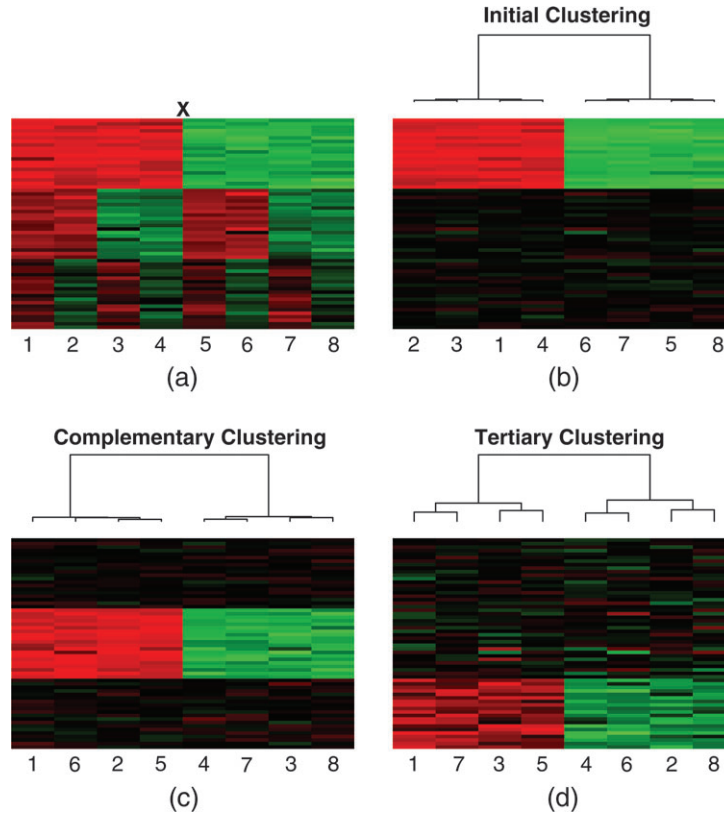 Initial Clustering
X
1 2 3 4 5 6 7 8
2 3 1 4 6 7 5 8
(a)
(b)
Complementary Clustering
Tertiary Clustering
1 6 2 5 4 7 3 8
1 7 3 5 4 6 2 8
(c)
(d)